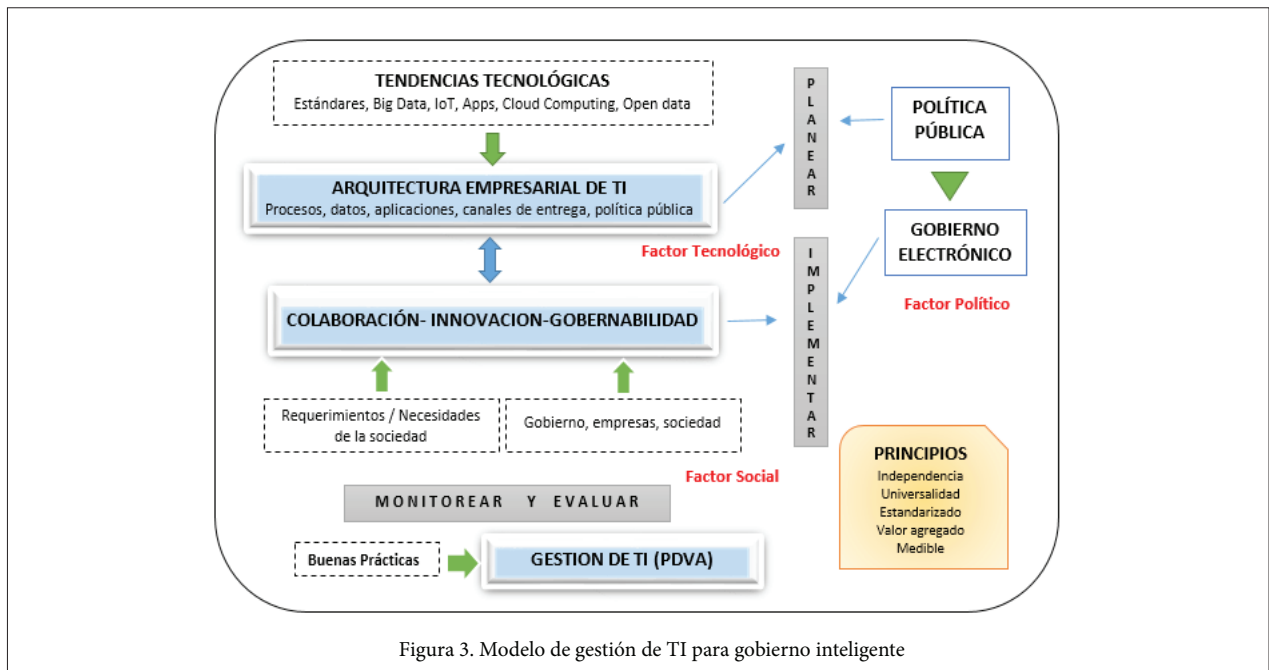 TENDENCIAS TECNOLÓGICAS
Estándares, Big Data, IoT, Apps, Cloud Computing, Open data
ARQUITECTURA EMPRESARIAL DE TI
Procesos, datos, aplicaciones, canales de entrega, política pública
PLANEAR
POLÍTICA
PÚBLICA
GOBIERNO
ELECTRÓNICO
Factor Tecnológico
Factor Político
COLABORACIÓN- INNOVACION-GOBERNABILIDAD
IMPLEMENTAR
Requerimientos / Necesidades
de la sociedad
Gobierno, empresas, sociedad
Factor Social
PRINCIPIOS
Independencia
Universalidad
Estandarizado
Valor agregado
Medible
MONITOREAR Y EVALUAR
Buenas Prácticas
GESTION DE TI (PDVA)
Figura 3. Modelo de gestión de TI para gobierno inteligente